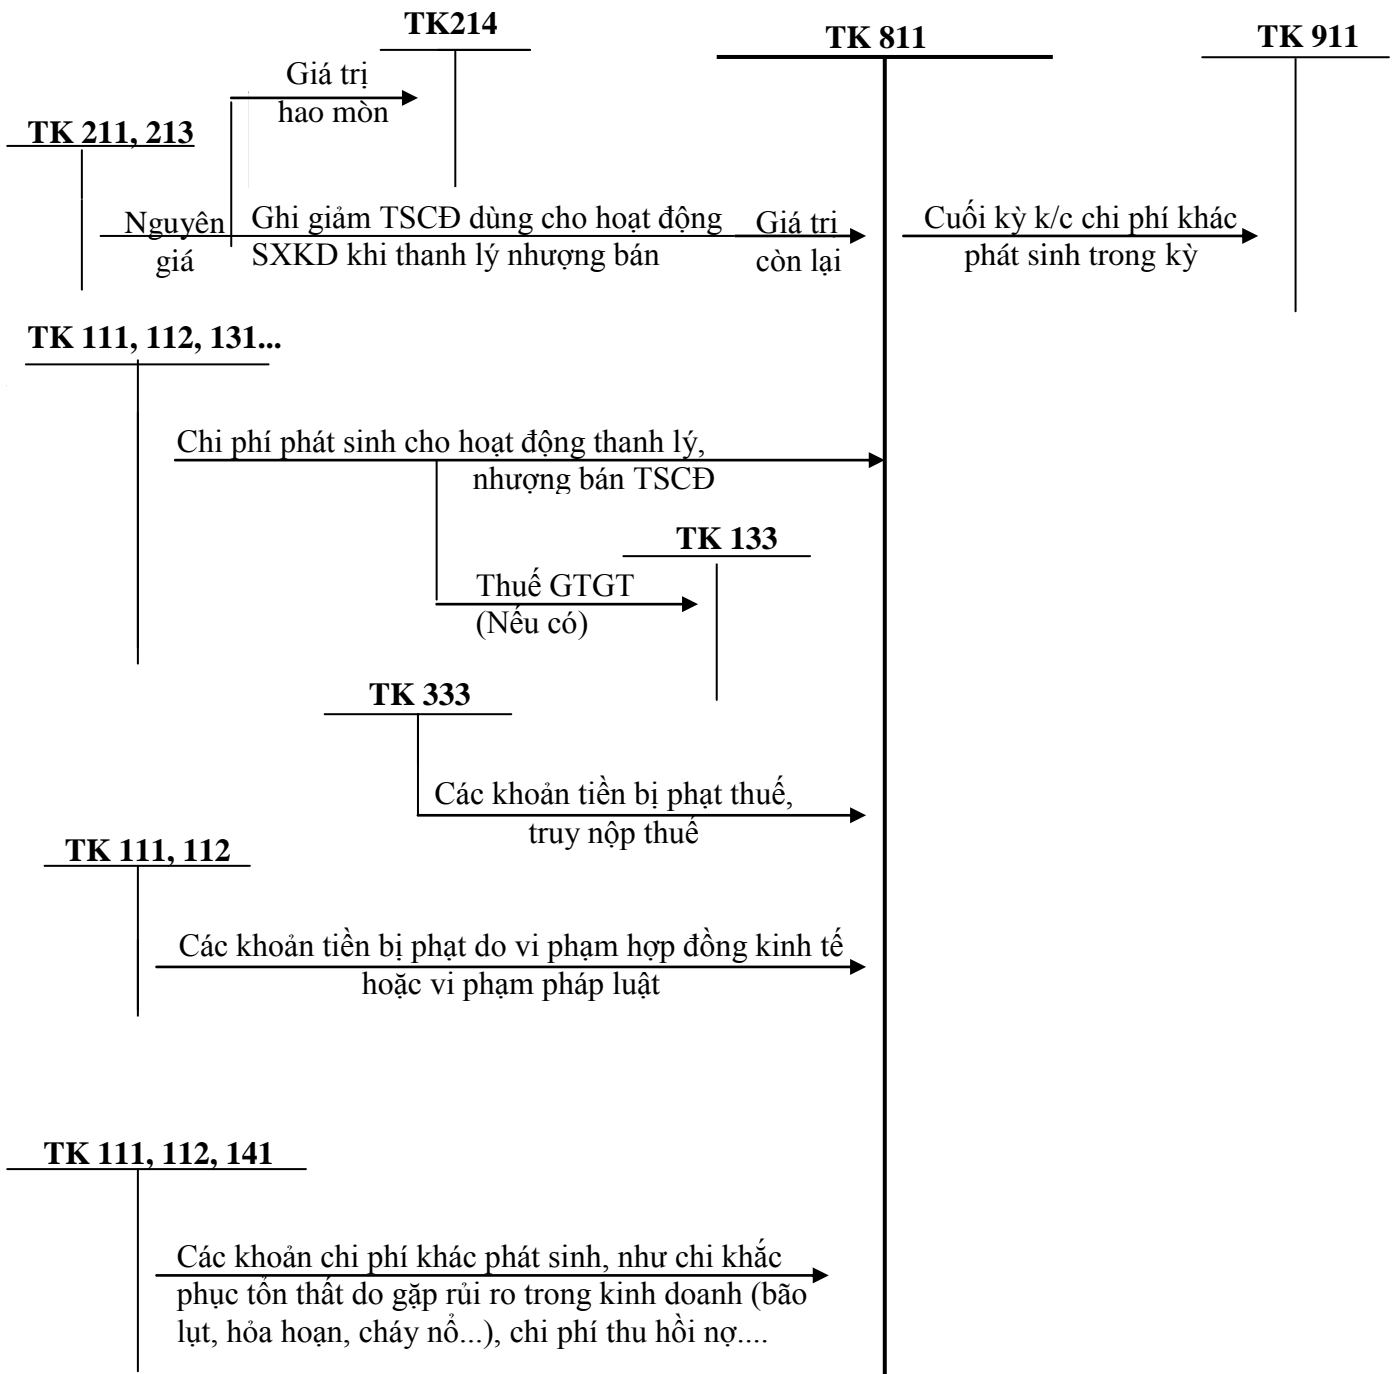 TK214
TK 811
TK 911
Giá trị
hao mòn
TK 211, 213
Nguyên
giá
Ghi giảm TSCĐ dùng cho hoạt động
SXKD khi thanh lý nhượng bán
Giá trị
còn lại
Cuối kỳ k/c chi phí khác
phát sinh trong kỳ
TK 111, 112, 131...
Chi phí phát sinh cho hoạt động thanh lý,
nhượng bán TSCĐ
TK 133
Thuế GTGT
(Nếu có)
TK 333
Các khoản tiền bị phạt thuế,
truy nộp thuế
TK 111, 112
Các khoản tiền bị phạt do vi phạm hợp đồng kinh tế
hoặc vi phạm pháp luật
TK 111, 112, 141
Các khoản chi phí khác phát sinh, như chi khắc
phục tổn thất do gặp rủi ro trong kinh doanh (bão
lụt, hỏa hoạn, cháy nổ...), chi phí thu hồi nợ....